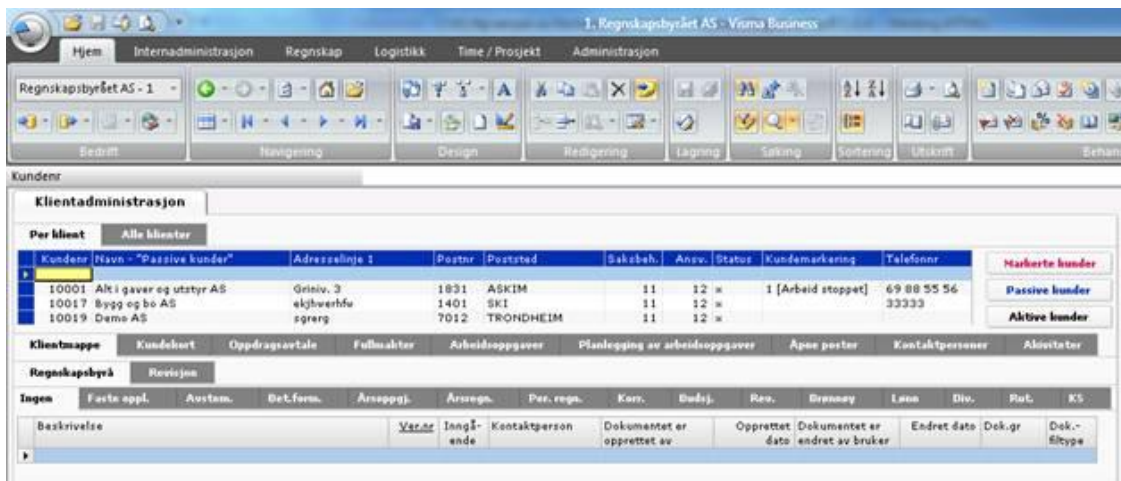 1. Regnskapsbyrået AS - Visma Business
Hjem Internadministrasjon Regnskap Logistikk Time / Prosjekt Administrasjon
Regnskapsbyrået AS - 1
Bedrift Navigering Design Redigering Lagring Søking Sortering Utskrift Behan
Kundenr
Klientadministrasjon
Per klient Alle klienter
Kundenr Navn - "Passive kunder" Adresselinje 1 Postnr Poststed Saksbeh. Ansv. Status Kundemarkering Telefonnr
Markerte kunder
10001 Alt i gaver og utstyr AS Griniv. 3 1831 ASKIM 11 12 × 1 [Arbeid stoppet] 69 88 55 56
Passive kunder
10017 Bygg og bo AS ekjhverhfu 1401 SKI 11 12 × 33333
10019 Demo AS sgrerg 7012 TRONDHEIM 11 12 ×
Aktive kunder
Klientmappe Kundekort Oppdragsavtale Fullmakter Arbeidsoppgaver Planlegging av arbeidsoppgaver Åpne poster Kontaktpersoner Aktiviteter
Regnskapsbyrå Revisjon
Ingen Faste oppl. Avstem. Bet.form. Årsoppgj. Årsregn. Per. regn. Korr. Budsj. Rev. Brønnøy Lønn Div. Rut. KS
Beskrivelse Ver.nr Inngå- Kontaktperson Dokumentet er Opprettet Dokumentet er Endret dato Dok.gr Dok.-
ende opprettet av dato endret av bruker filtype